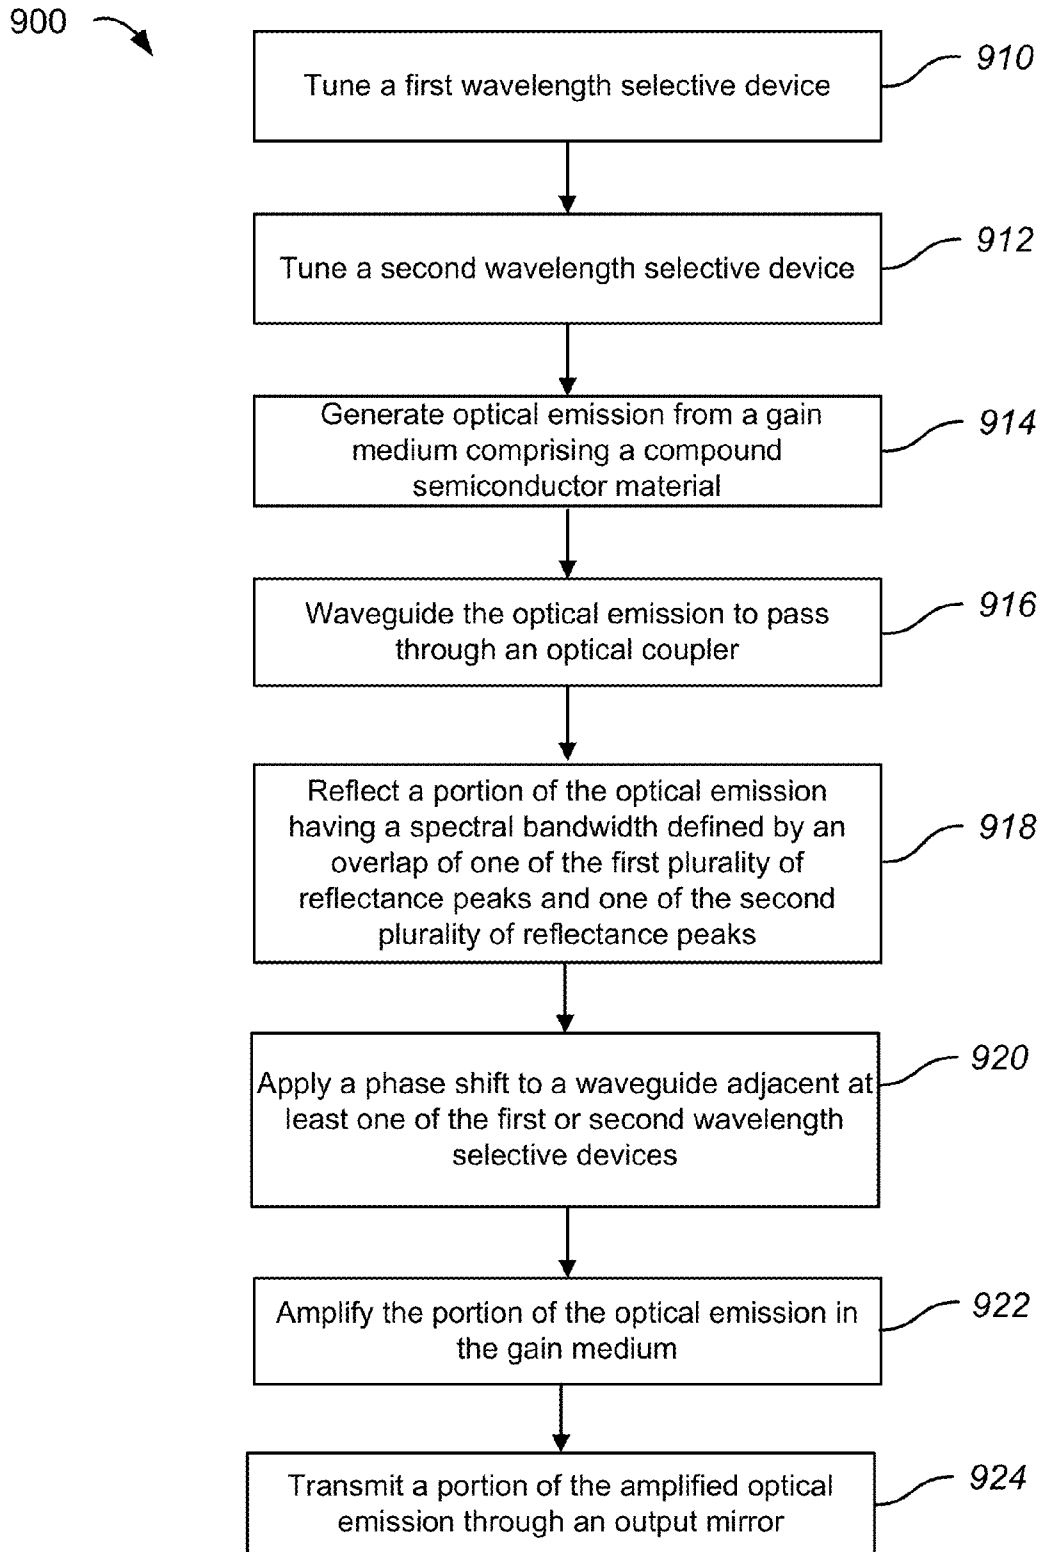 900
Tune a first wavelength selective device
910
Tune a second wavelength selective device
912
Generate optical emission from a gain
medium comprising a compound
semiconductor material
914
Waveguide the optical emission to pass
through an optical coupler
916
Reflect a portion of the optical emission
having a spectral bandwidth defined by an
overlap of one of the first plurality of
reflectance peaks and one of the second
plurality of reflectance peaks
918
Apply a phase shift to a waveguide adjacent at
least one of the first or second wavelength
selective devices
920
Amplify the portion of the optical emission in
the gain medium
922
Transmit a portion of the amplified optical
emission through an output mirror
924